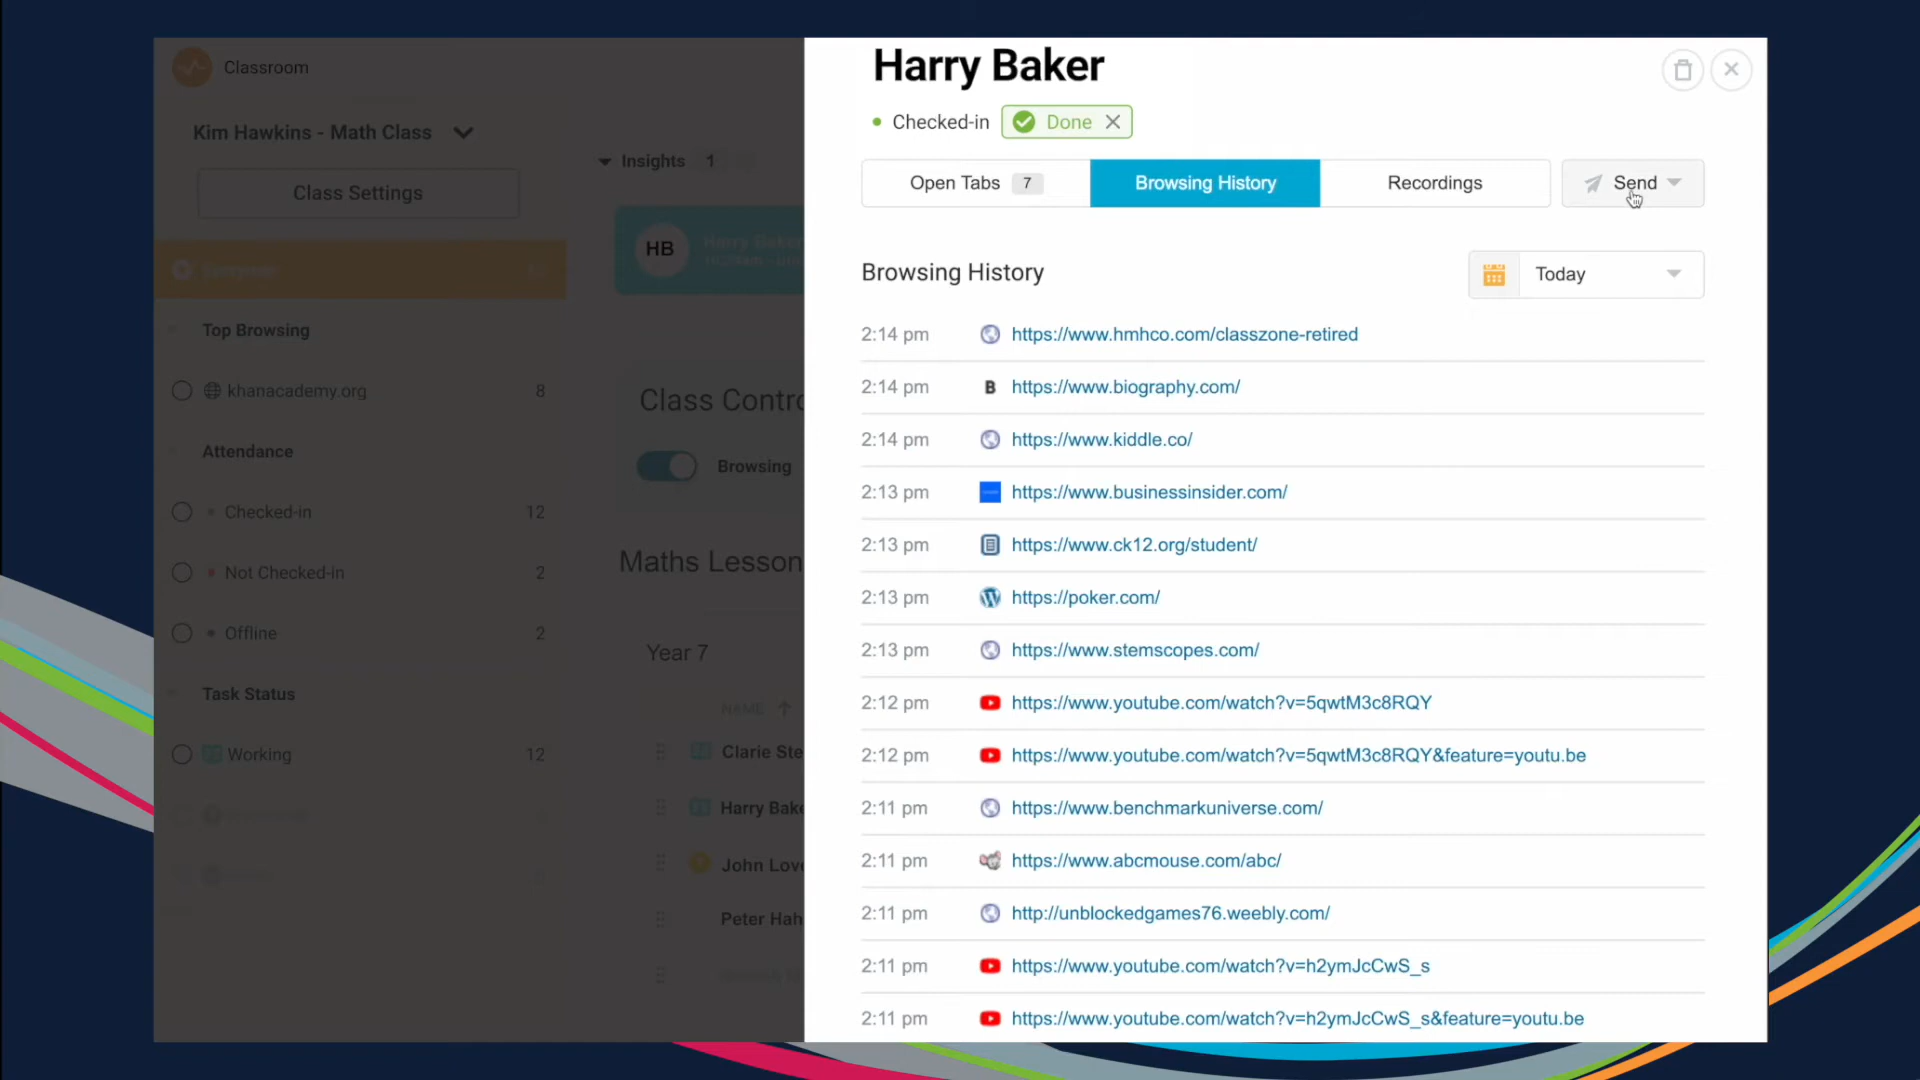 Classroom
Kim Hawkins - Math Class
Class Settings
Top Browsing
khanacademy.org 8
Attendance
Checked-in 12
Not Checked-in 2
Offline 2
Task Status
Working 12
Insights 1
HB Harry Baker
Class Contro
Browsing
Maths Lesson
Year 7
NAME
Clarie Ste
Harry Bake
John Love
Peter Hah
Harry Baker
Checked-in Done
Open Tabs 7 Browsing History Recordings Send
Browsing History Today
2:14 pm https://www.hmhco.com/classzone-retired
2:14 pm B https://www.biography.com/
2:14 pm https://www.kiddle.co/
2:13 pm https://www.businessinsider.com/
2:13 pm https://www.ck12.org/student/
2:13 pm https://poker.com/
2:13 pm https://www.stemscopes.com/
2:12 pm https://www.youtube.com/watch?v=5qwtM3c8RQY
2:12 pm https://www.youtube.com/watch?v=5qwtM3c8RQY&feature=youtu.be
2:11 pm https://www.benchmarkuniverse.com/
2:11 pm https://www.abcmouse.com/abc/
2:11 pm http://unblockedgames76.weebly.com/
2:11 pm https://www.youtube.com/watch?v=h2ymJcCwS_s
2:11 pm https://www.youtube.com/watch?v=h2ymJcCwS_s&feature=youtu.be